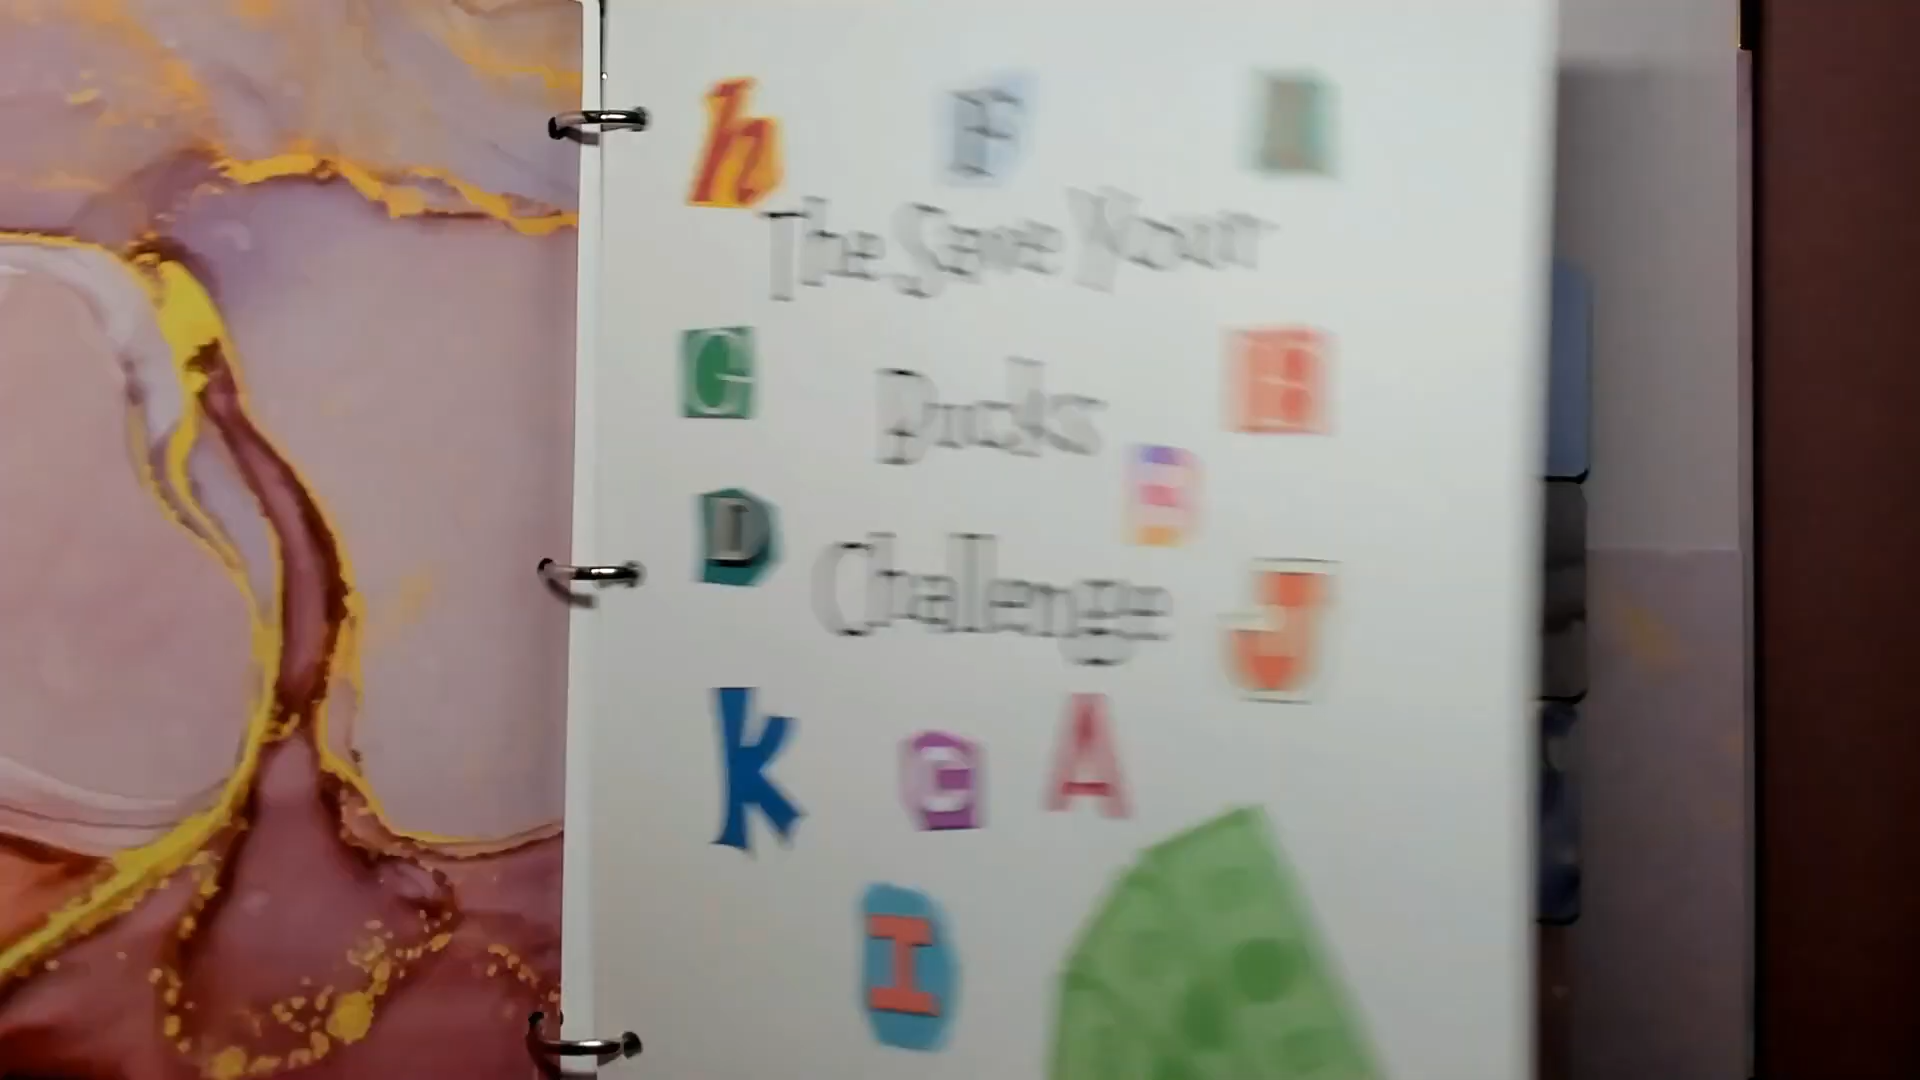 h F
The Save Your
G B
Bucks
D
Challenge J
K e A
I